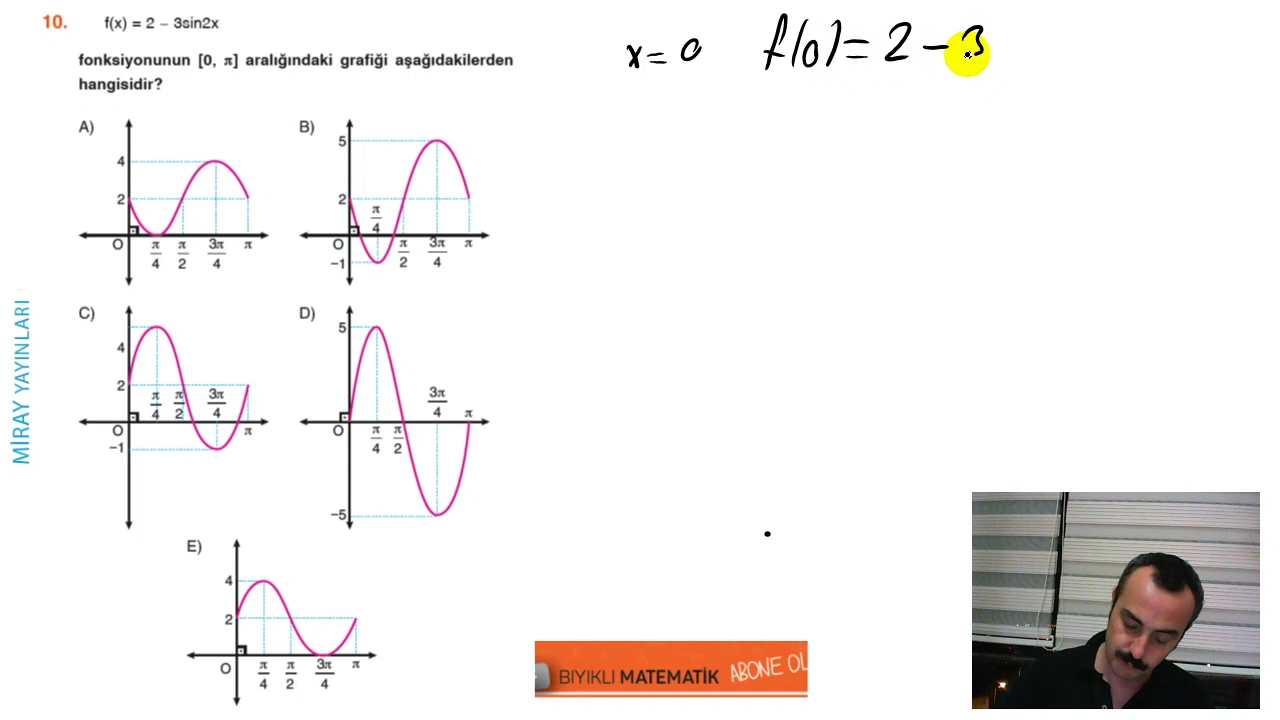 10. f(x) = 2 – 3sin2x
fonksiyonunun [0, π] aralığındaki grafiği aşağıdakilerden
hangisidir?
x = 0 f(0) = 2 – 3
A)
4
2
O π/4 π/2 3π/4 π
B)
5
2
π/4
O π/2 3π/4 π
–1
C)
4
2
π/4 π/2 3π/4
O π
–1
D)
5
3π/4 π
O π/4 π/2
–5
E)
4
2
O π/4 π/2 3π/4 π
MİRAY YAYINLARI
BIYIKLI MATEMATİK ABONE OL